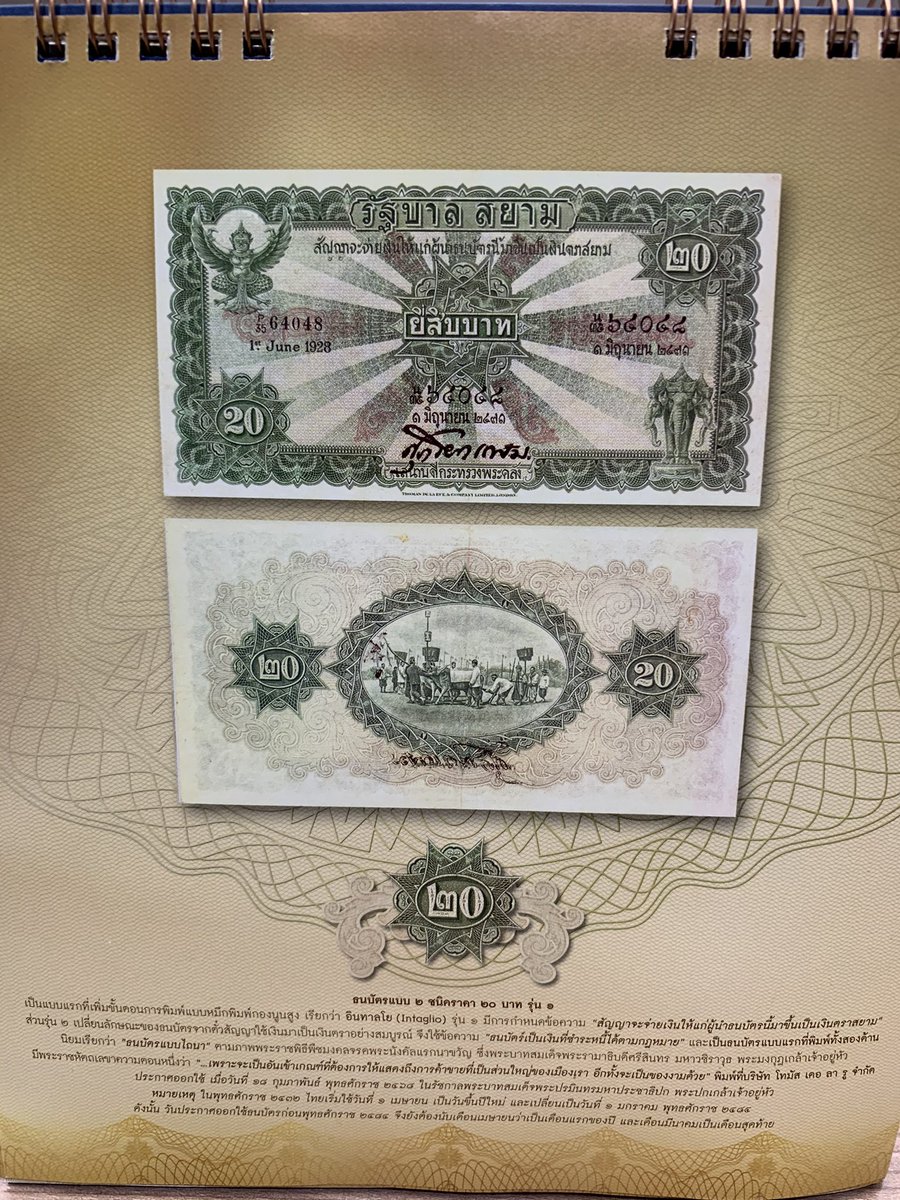 รัฐบาล สยาม
สัญญาจะจ่ายเงินให้แก่ผู้นำธนบัตร์นี้มาขึ้นเป็นเงินตราสยาม
๒๐
P/35 64048
1st June 1928
ยี่สิบบาท
๖๔๐๔๘
๑ มิถุนายน ๒๔๗๑
๖๔๐๔๘
๑ มิถุนายน ๒๔๗๑
20
เสนาบดีกระทรวงพระคลัง
THOMAS DE LA RUE & COMPANY LIMITED, LONDON.
๒๐
20
๒๐
ธนบัตรแบบ ๒ ชนิดราคา ๒๐ บาท รุ่น ๑
เป็นแบบแรกที่เพิ่มขั้นตอนการพิมพ์แบบหมึกพิมพ์กองนูนสูง เรียกว่า อินทาลโย (Intaglio) รุ่น ๑ มีการกำหนดข้อความ "สัญญาจะจ่ายเงินให้แก่ผู้นำธนบัตรนี้มาขึ้นเป็นเงินตราสยาม"
ส่วนรุ่น ๒ เปลี่ยนลักษณะของธนบัตรจากตั๋วสัญญาใช้เงินมาเป็นเงินตราอย่างสมบูรณ์ จึงใช้ข้อความ "ธนบัตร์เป็นเงินที่ชำระหนี้ได้ตามกฎหมาย" และเป็นธนบัตรแบบแรกที่พิมพ์ทั้งสองด้าน
นิยมเรียกว่า "ธนบัตรแบบไถนา" ตามภาพพระราชพิธีพืชมงคลจรดพระนังคัลแรกนาขวัญ ซึ่งพระบาทสมเด็จพระรามาธิบดีศรีสินทร มหาวชิราวุธ พระมงกุฎเกล้าเจ้าอยู่หัว
มีพระราชหัตถเลขาความตอนหนึ่งว่า "...เพราะจะเป็นอันเข้าเกณฑ์ที่ต้องการให้แสดงถึงการค้าขายที่เป็นส่วนใหญ่ของเมืองเรา อีกทั้งจะเป็นของงามด้วย" พิมพ์ที่บริษัท โทมัส เดอ ลา รู จำกัด
ประกาศออกใช้ เมื่อวันที่ ๑๘ กุมภาพันธ์ พุทธศักราช ๒๔๖๘ ในรัชกาลพระบาทสมเด็จพระปรมินทรมหาประชาธิปก พระปกเกล้าเจ้าอยู่หัว
หมายเหตุ ในพุทธศักราช ๒๔๓๒ ไทยเริ่มใช้วันที่ ๑ เมษายน เป็นวันขึ้นปีใหม่ และเปลี่ยนเป็นวันที่ ๑ มกราคม พุทธศักราช ๒๔๘๔
ดังนั้น วันประกาศออกใช้ธนบัตรก่อนพุทธศักราช ๒๔๘๔ จึงยังต้องนับเดือนเมษายนว่าเป็นเดือนแรกของปี และเดือนมีนาคมเป็นเดือนสุดท้าย